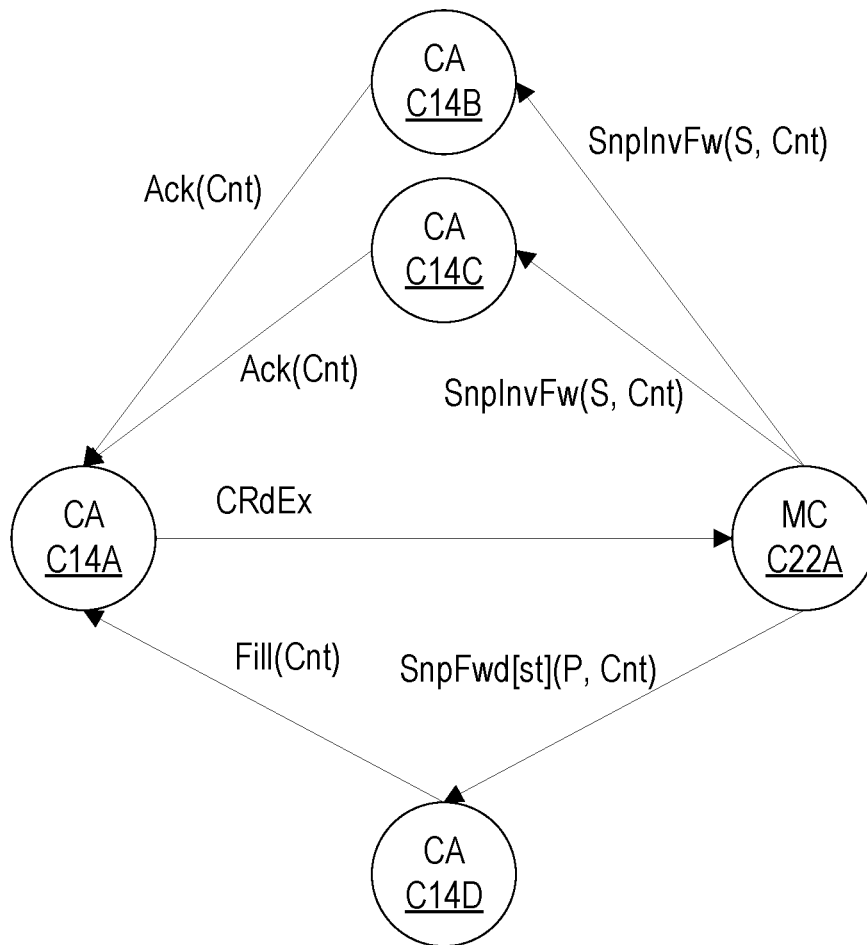 CA
C14B
SnpInvFw(S, Cnt)
Ack(Cnt)
CA
C14C
Ack(Cnt)
SnpInvFw(S, Cnt)
CA
C14A
CRdEx
MC
C22A
Fill(Cnt)
SnpFwd[st](P, Cnt)
CA
C14D